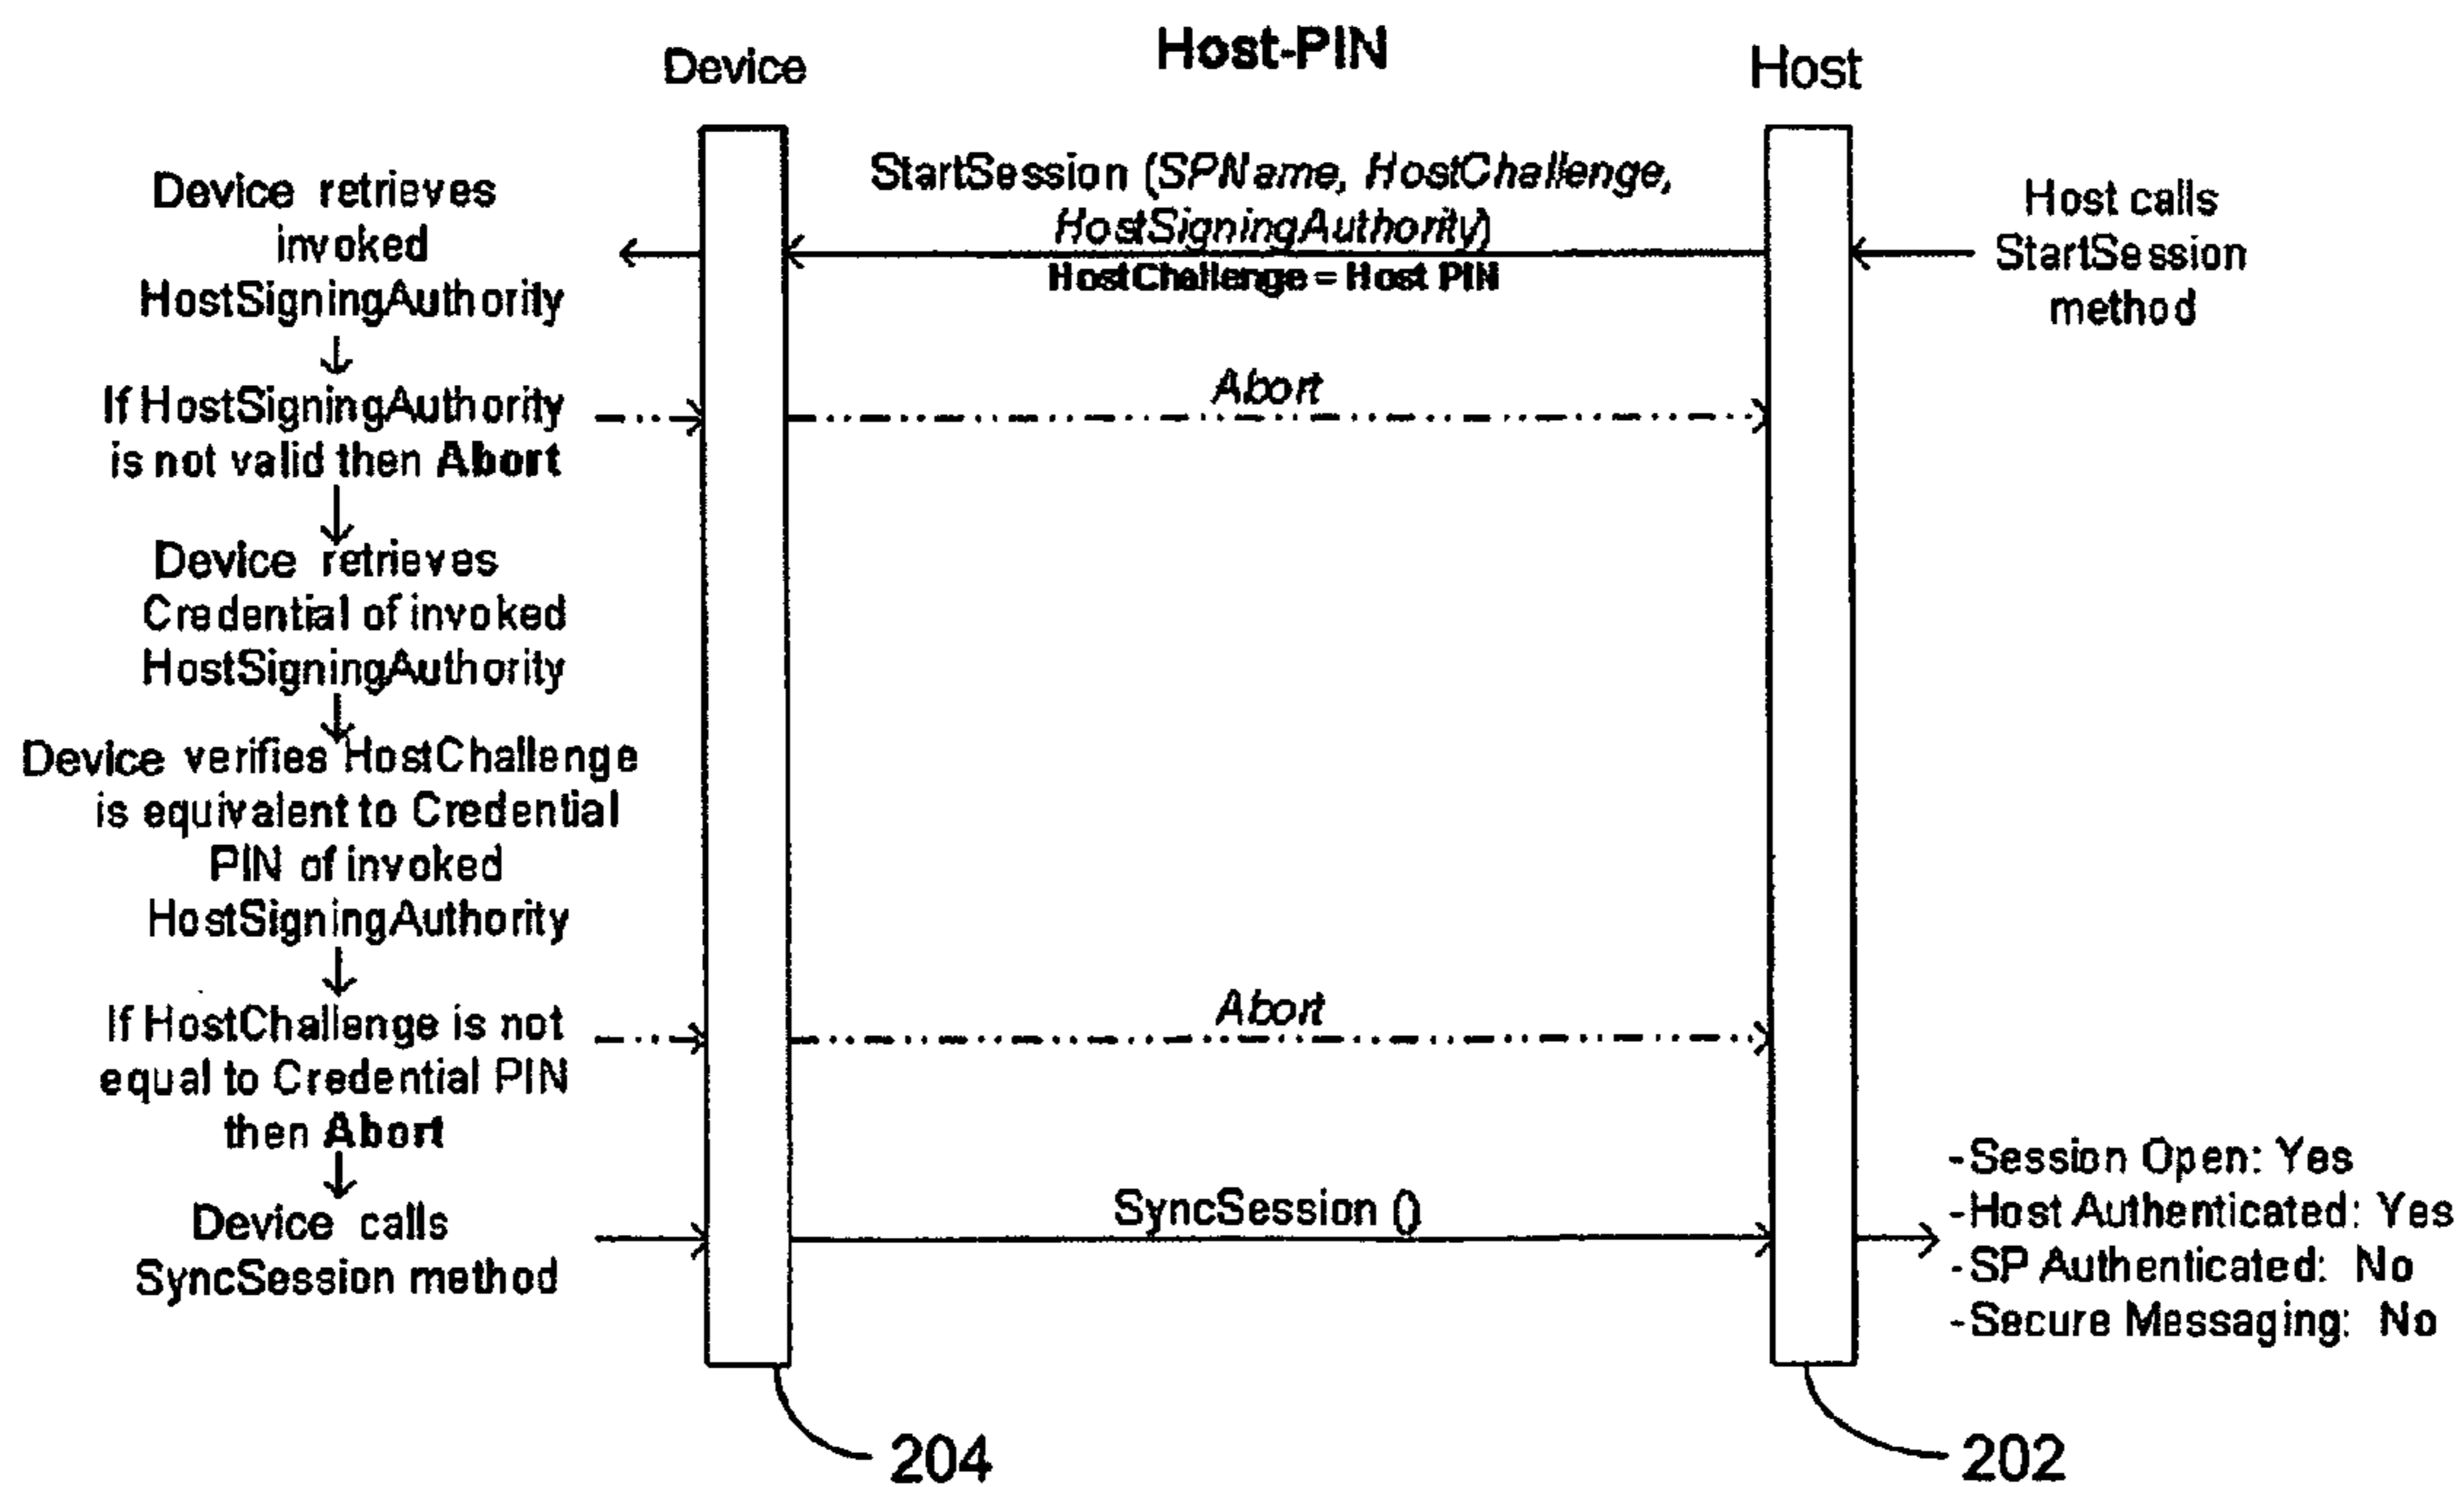 Host-PIN
Device
Host
StartSession (SPName, HostChallenge,
HostSigningAuthority)
HostChallenge = Host PIN
Host calls
StartSession
method
Device retrieves
invoked
HostSigningAuthority
Abort
If HostSigningAuthority
is not valid then Abort
Device retrieves
Credential of invoked
HostSigningAuthority
Device verifies HostChallenge
is equivalent to Credential
PIN of invoked
HostSigningAuthority
Abort
If HostChallenge is not
equal to Credential PIN
then Abort
Device calls
SyncSession method
SyncSession ()
-Session Open: Yes
-Host Authenticated: Yes
-SP Authenticated: No
-Secure Messaging: No
204
202